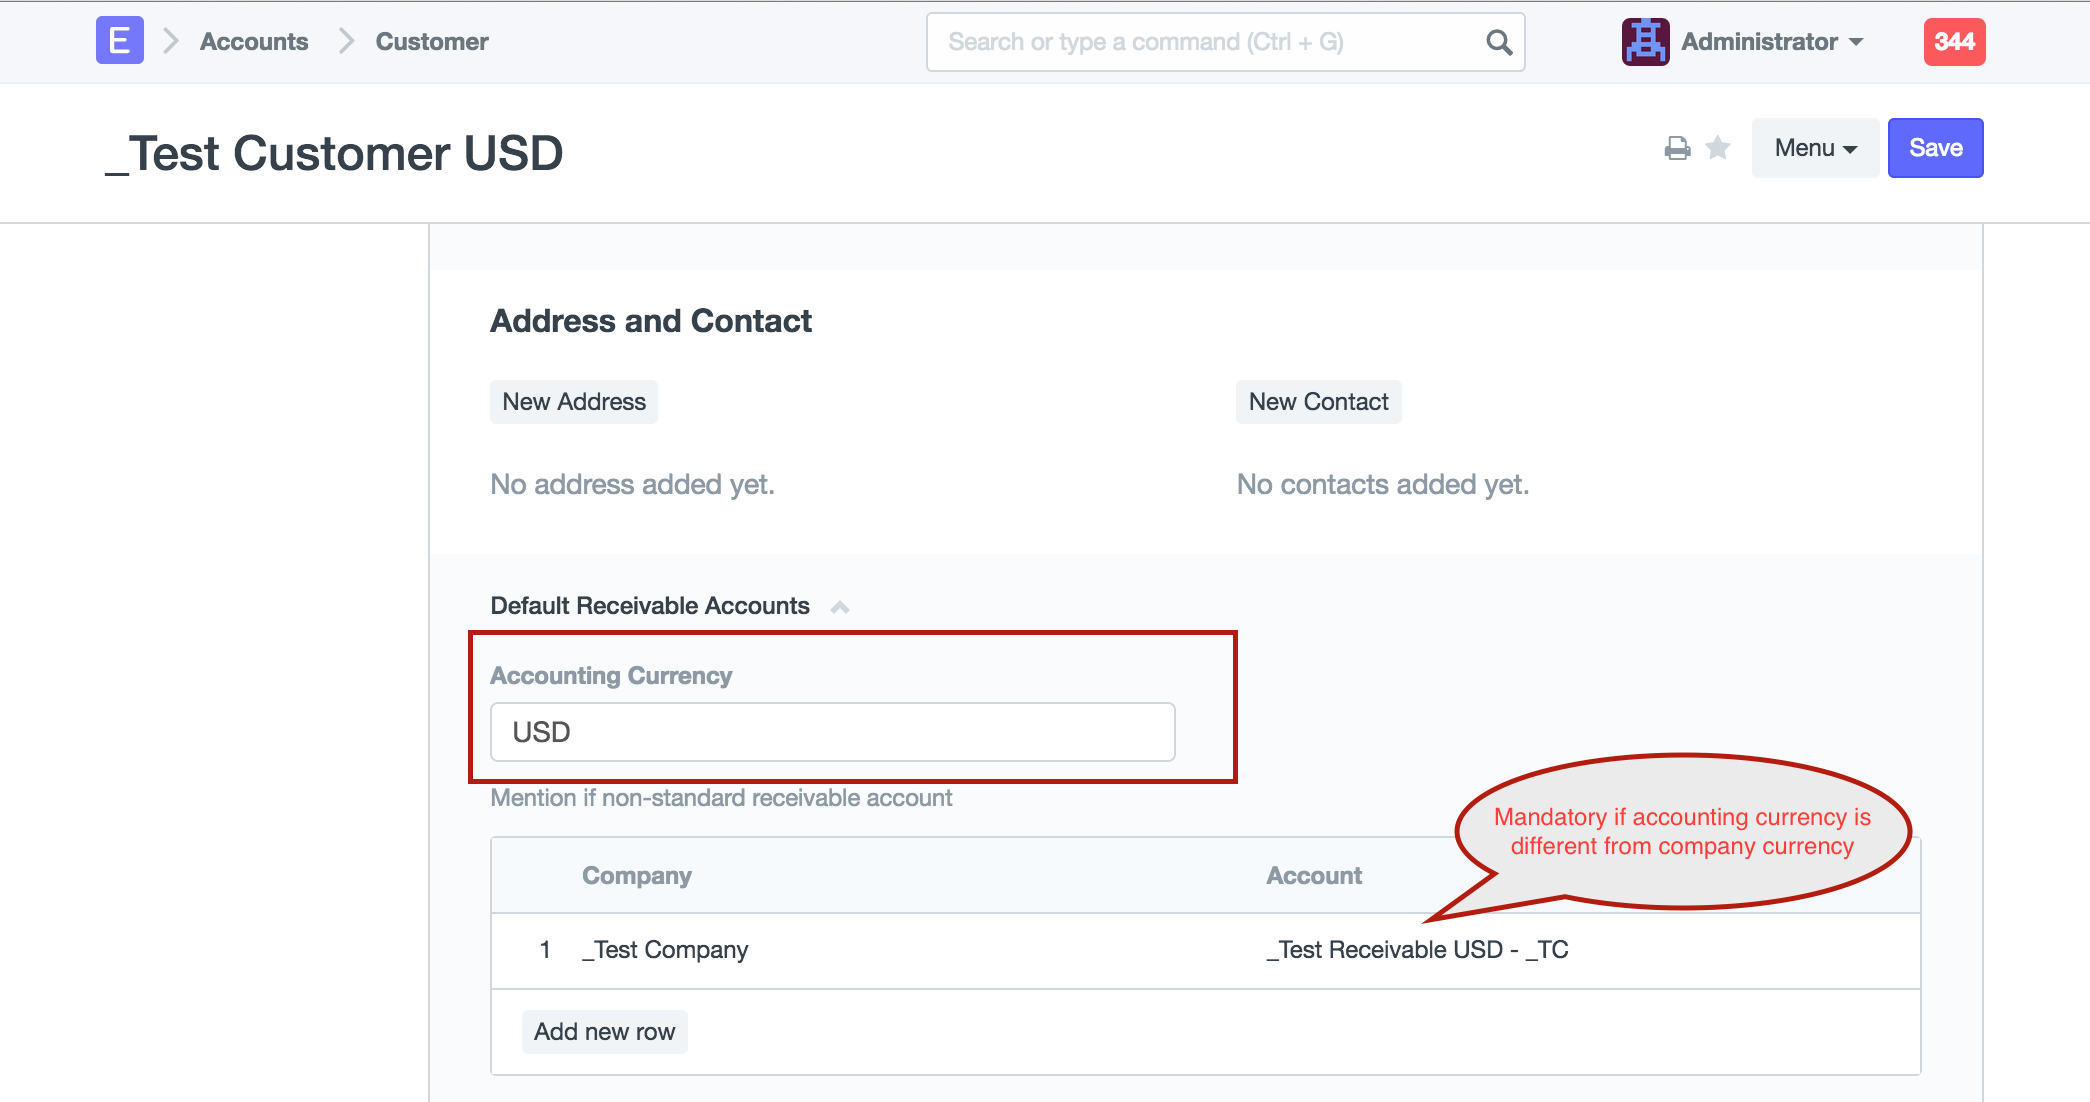 E
Accounts
Customer
Search or type a command (Ctrl + G)
Administrator
344
_Test Customer USD
Menu
Save
Address and Contact
New Address
New Contact
No address added yet.
No contacts added yet.
Default Receivable Accounts
Accounting Currency
USD
Mention if non-standard receivable account
Mandatory if accounting currency is
different from company currency
Company
Account
1 _Test Company
_Test Receivable USD - _TC
Add new row